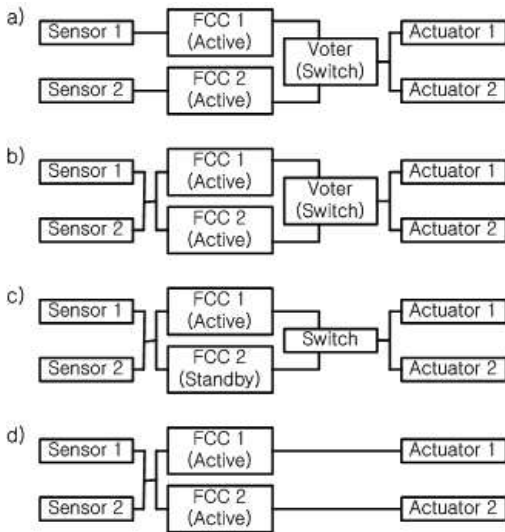 a)
Sensor 1
FCC 1
(Active)
Voter
(Switch)
Actuator 1
Sensor 2
FCC 2
(Active)
Actuator 2
b)
Sensor 1
FCC 1
(Active)
Voter
(Switch)
Actuator 1
Sensor 2
FCC 2
(Active)
Actuator 2
c)
Sensor 1
FCC 1
(Active)
Switch
Actuator 1
Sensor 2
FCC 2
(Standby)
Actuator 2
d)
Sensor 1
FCC 1
(Active)
Actuator 1
Sensor 2
FCC 2
(Active)
Actuator 2